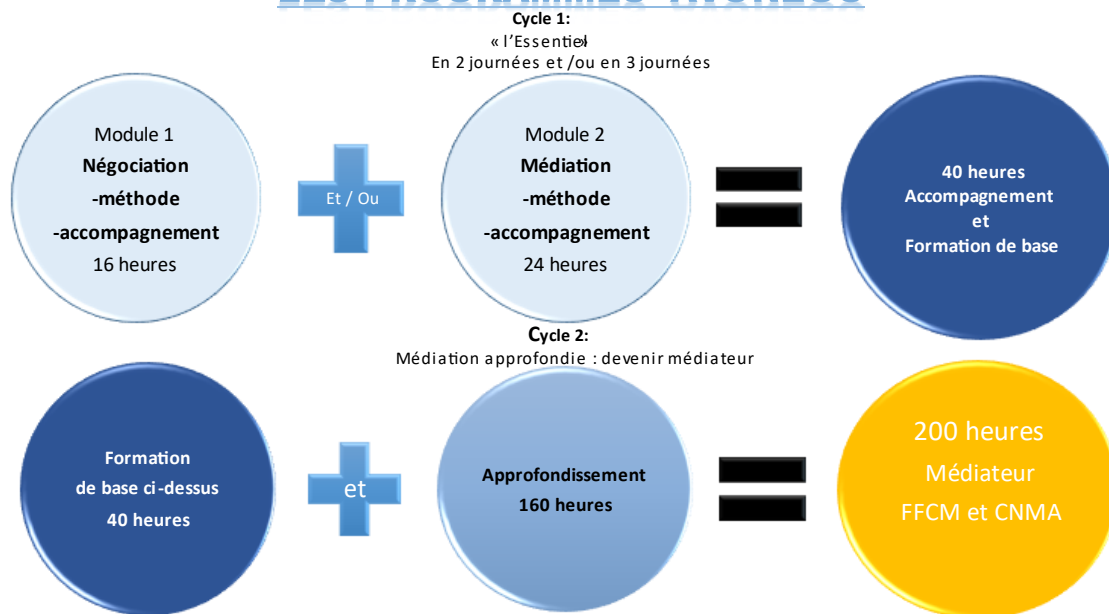 LES PROGRAMMES
Cycle 1:
« l'Essentiel»
En 2 journées et /ou en 3 journées
Module 1
Négociation
-méthode
-accompagnement
16 heures
Et / Ou
Module 2
Médiation
-méthode
-accompagnement
24 heures
40 heures
Accompagnement
et
Formation de base
Cycle 2:
Médiation approfondie : devenir médiateur
Formation
de base ci-dessus
40 heures
et
Approfondissement
160 heures
200 heures
Médiateur
FFCM et CNMA